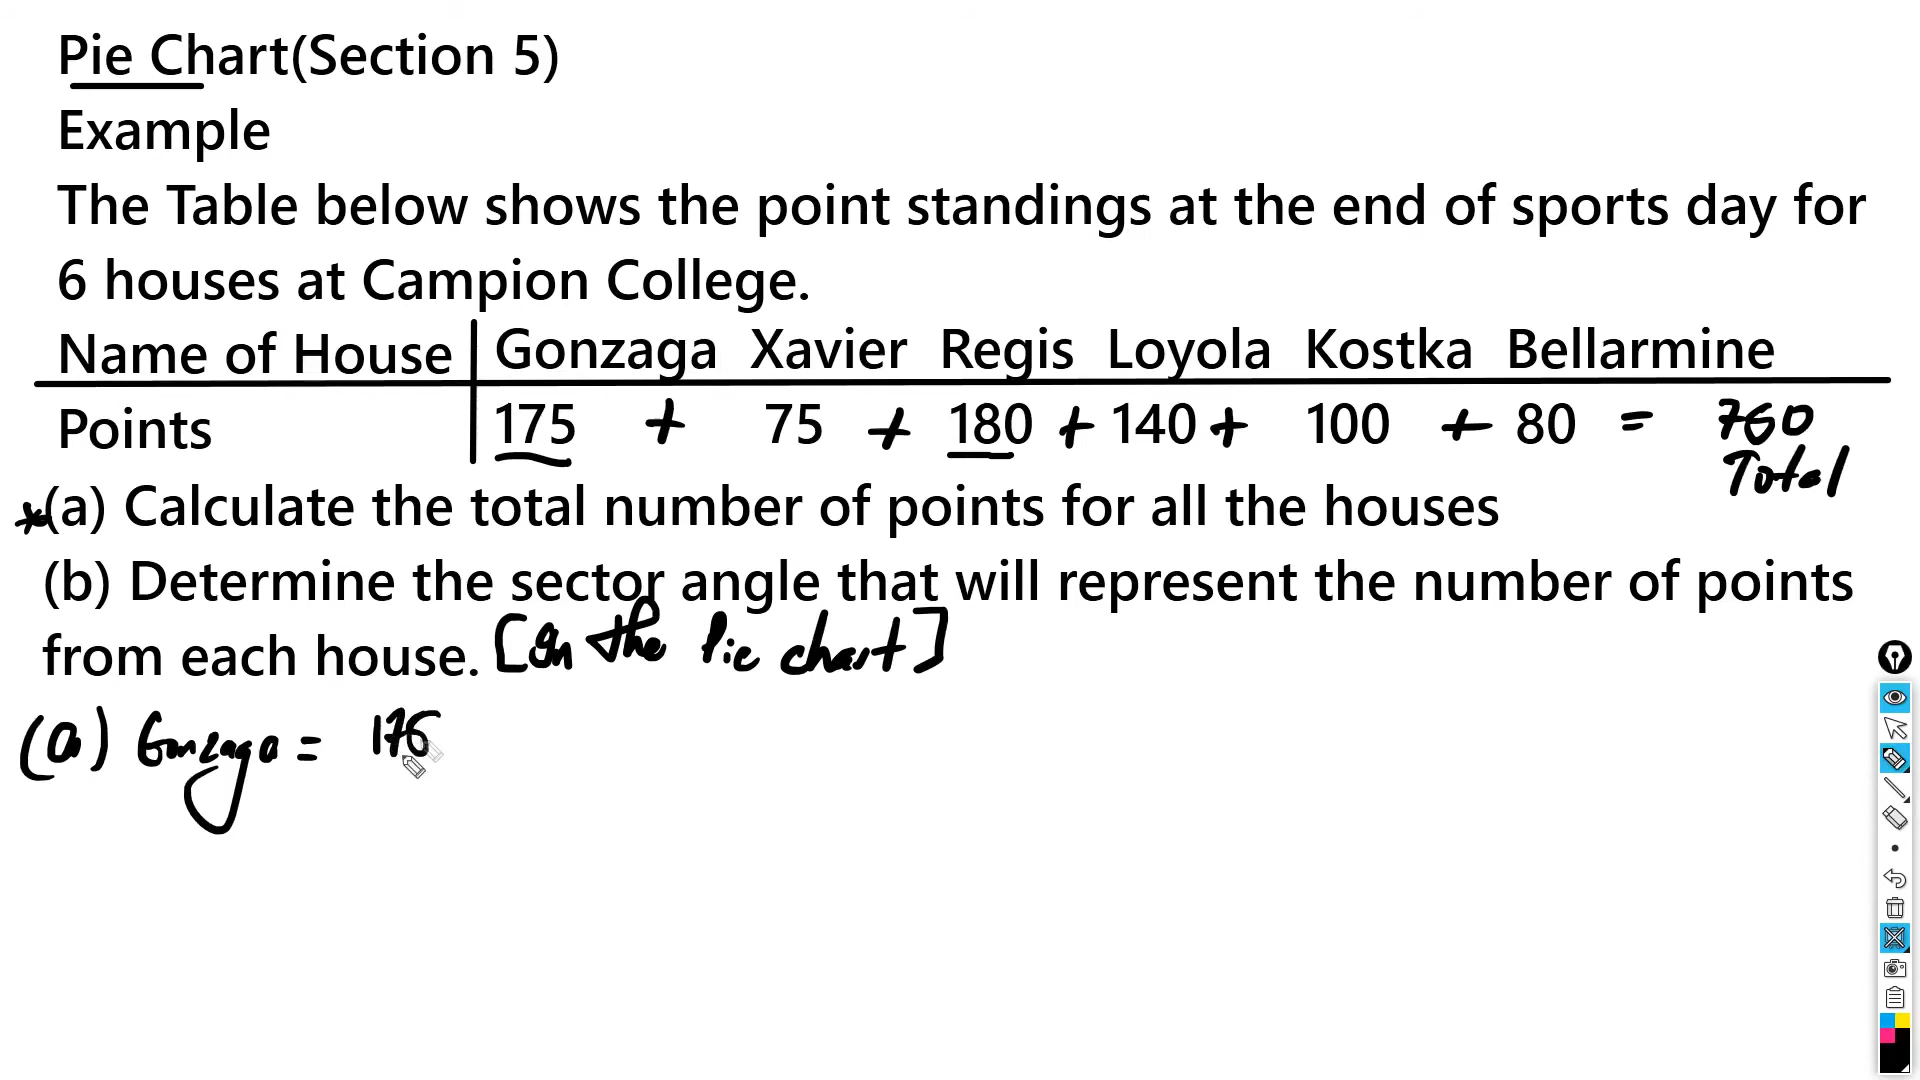 Pie Chart(Section 5)
Example
The Table below shows the point standings at the end of sports day for
6 houses at Campion College.
Name of House Gonzaga Xavier Regis Loyola Kostka Bellarmine
Points 175 + 75 + 180 + 140 + 100 + 80 = 760
Total
*(a) Calculate the total number of points for all the houses
(b) Determine the sector angle that will represent the number of points
from each house. [On the Pie chart]
(a) Gonzaga = 175